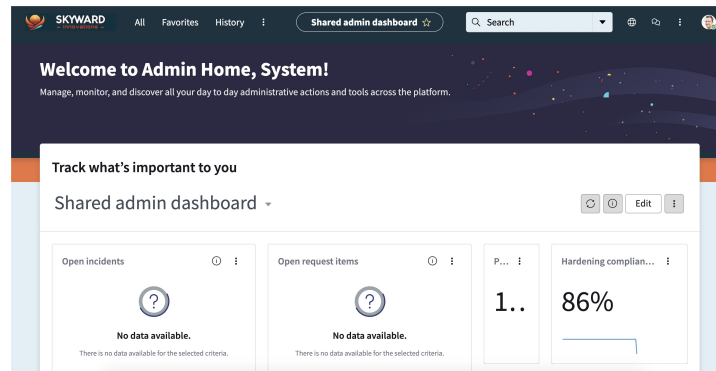 SKYWARD
Innovations
All Favorites History Shared admin dashboard Search
Welcome to Admin Home, System!
Manage, monitor, and discover all your day to day administrative actions and tools across the platform.
Track what's important to you
Shared admin dashboard
Edit
Open incidents
Open request items
P...
Hardening complian...
?
?
1..
86%
No data available.
No data available.
There is no data available for the selected criteria.
There is no data available for the selected criteria.